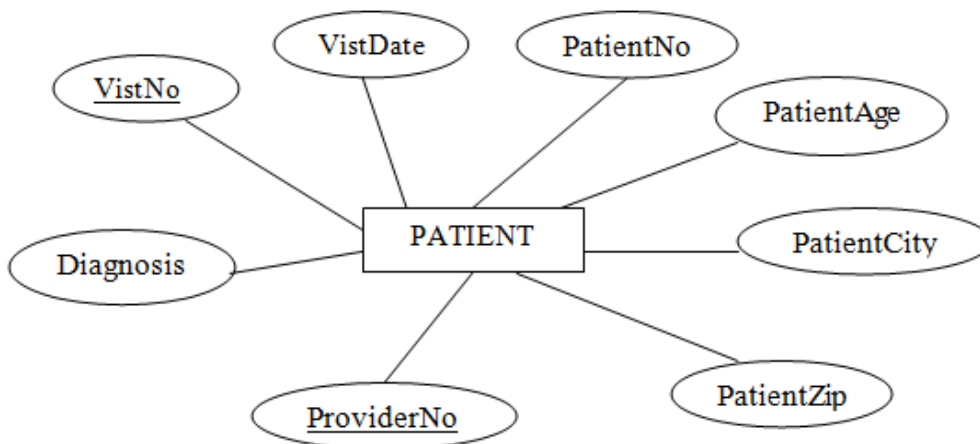 VistDate
PatientNo
VistNo
PatientAge
PATIENT
PatientCity
Diagnosis
PatientZip
ProviderNo